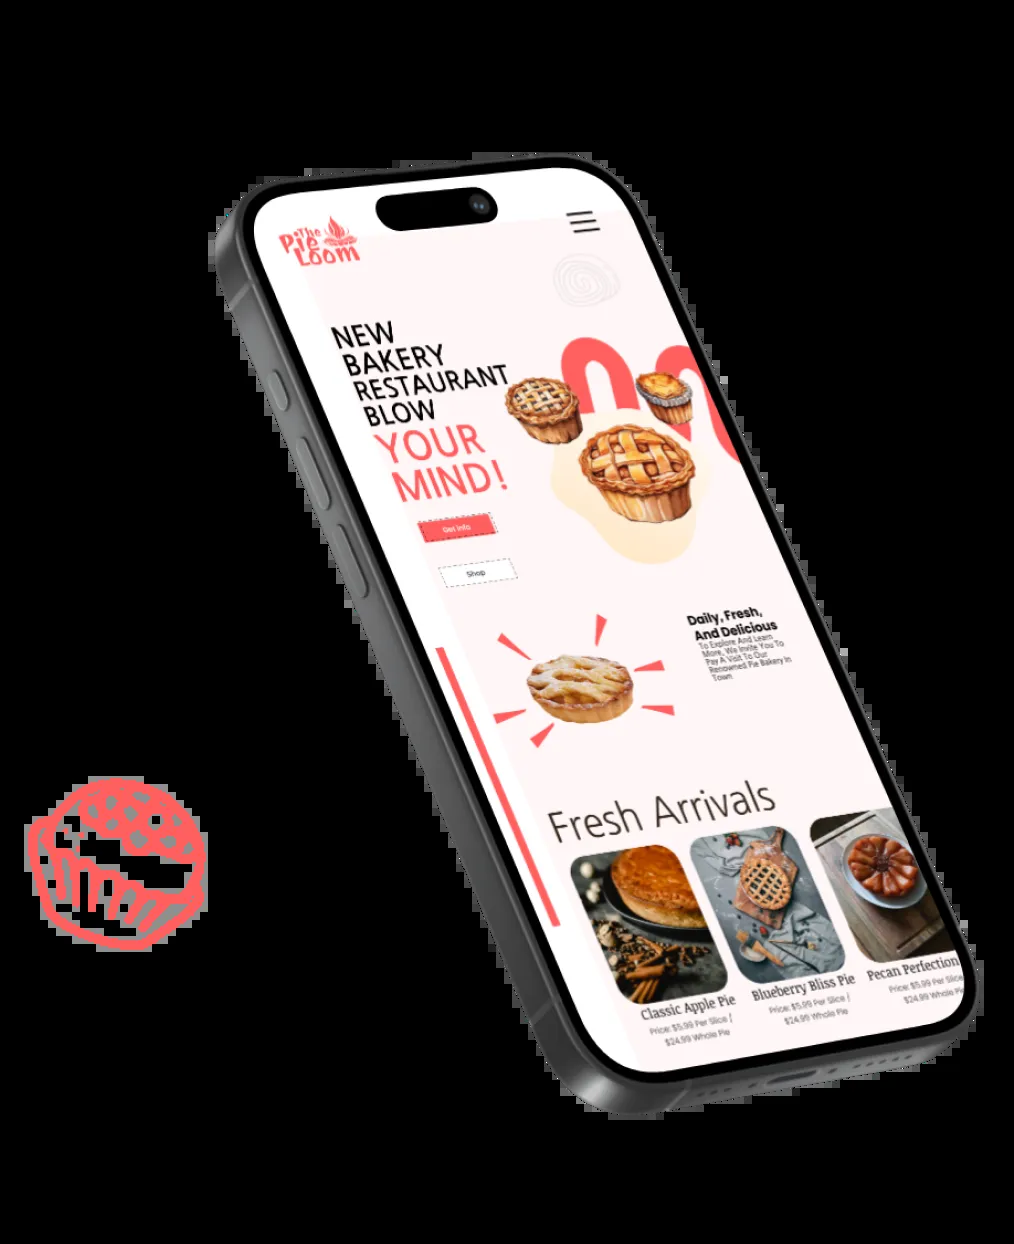 The
Pie
Loom
NEW
BAKERY
RESTAURANT
BLOW
YOUR
MIND!
Get Info
Shop
Daily, Fresh,
And Delicious
To Explore And Learn
More, We Invite You To
Pay A Visit To Our
Renowned Pie Bakery In
Town
Fresh Arrivals
Classic Apple Pie
Price: $5.99 Per Slice /
$24.99 Whole Pie
Blueberry Bliss Pie
Price: $5.99 Per Slice /
$24.99 Whole Pie
Pecan Perfection
Price: $5.99 Per Slice
$24.99 Whole Pie